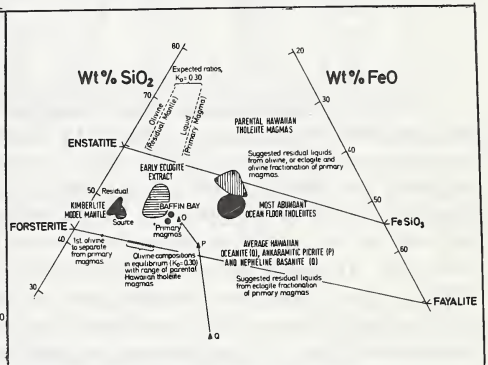 60
20
Expected ratios,
K_D = 0.30
Wt % SiO₂
Wt % FeO
70
30
Olivine
(Residual Mantle)
Liquid
(Primary Magma)
PARENTAL HAWAIIAN
THOLEIITE MAGMAS
ENSTATITE
40
Suggested residual liquids
from olivine, or eclogite and
olivine fractionation of primary
magmas.
EARLY ECLOGITE
EXTRACT
50
Residual
KIMBERLITE
MODEL MANTLE
Source
BAFFIN BAY
O
MOST ABUNDANT
OCEAN FLOOR THOLEIITES
50
FeSiO₃
FORSTERITE
40
"Primary
magmas"
P
60
1st. olivine
to separate
from primary
magmas
AVERAGE HAWAIIAN
OCEANITE (O), ANKARAMITIC PICRITE (P)
AND NEPHELINE BASANITE (Q)
Olivine compositions
in equilibrium (K_D=0.30)
with range of parental
Hawaiian tholeiite
magmas
Suggested residual liquids
from eclogite fractionation
of primary magmas
30
FAYALITE
Q